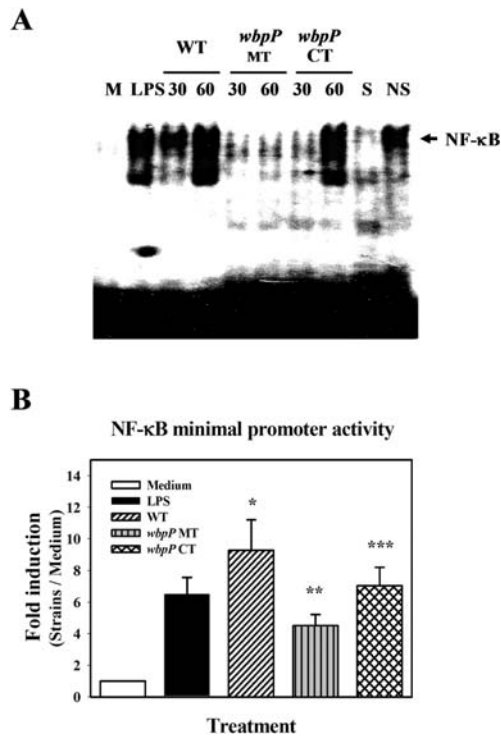 A
WT
wbpP
MT
wbpP
CT
M LPS 30 60 30 60 30 60 S NS
NF-κB
B
NF-κB minimal promoter activity
14
12
10
8
6
4
2
0
Fold induction
(Strains / Medium)
Medium
LPS
WT
wbpP MT
wbpP CT
*
**
***
Treatment